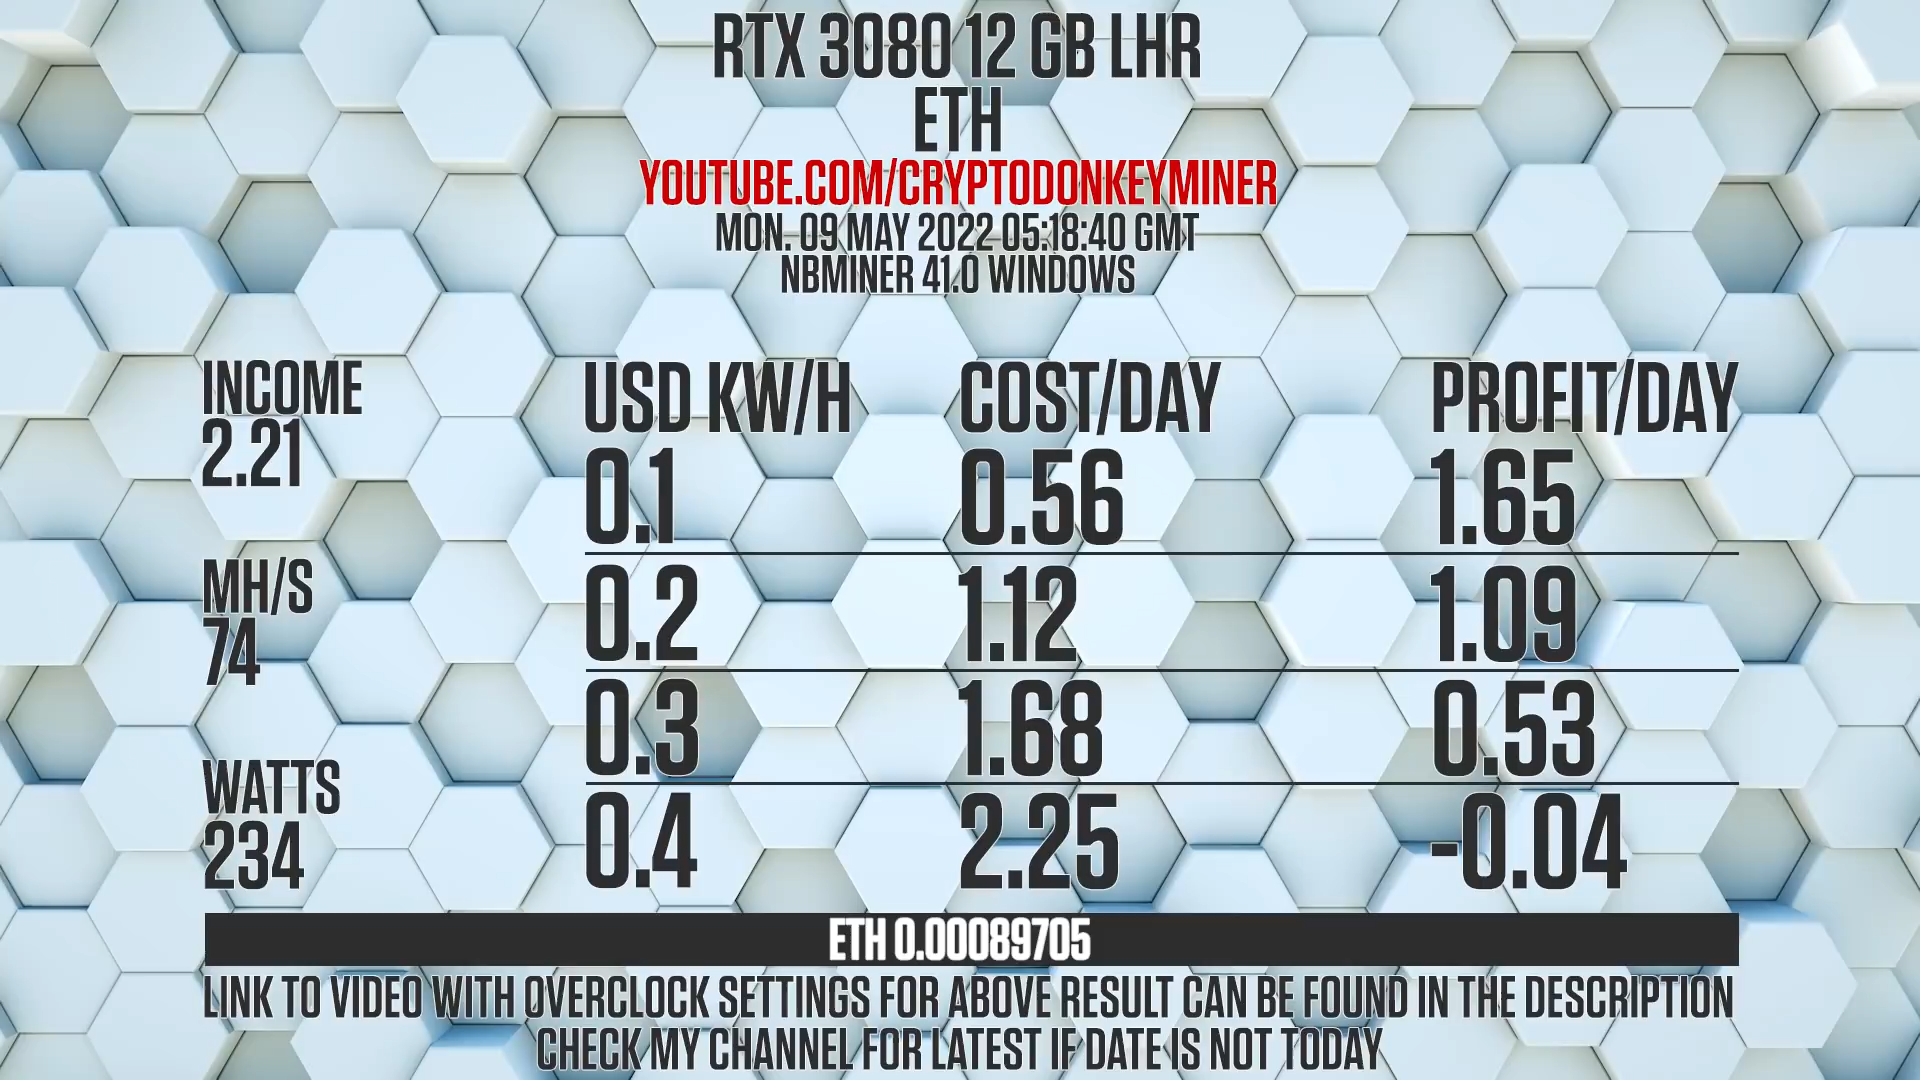 RTX 3080 12 GB LHR
ETH
YOUTUBE.COM/CRYPTODONKEYMINER
MON. 09 MAY 2022 05:18:40 GMT
NBMINER 41.0 WINDOWS
INCOME
2.21
MH/S
74
WATTS
234
USD KW/H COST/DAY PROFIT/DAY
0.1 0.56 1.65
0.2 1.12 1.09
0.3 1.68 0.53
0.4 2.25 -0.04
ETH 0.00089705
LINK TO VIDEO WITH OVERCLOCK SETTINGS FOR ABOVE RESULT CAN BE FOUND IN THE DESCRIPTION
CHECK MY CHANNEL FOR LATEST IF DATE IS NOT TODAY